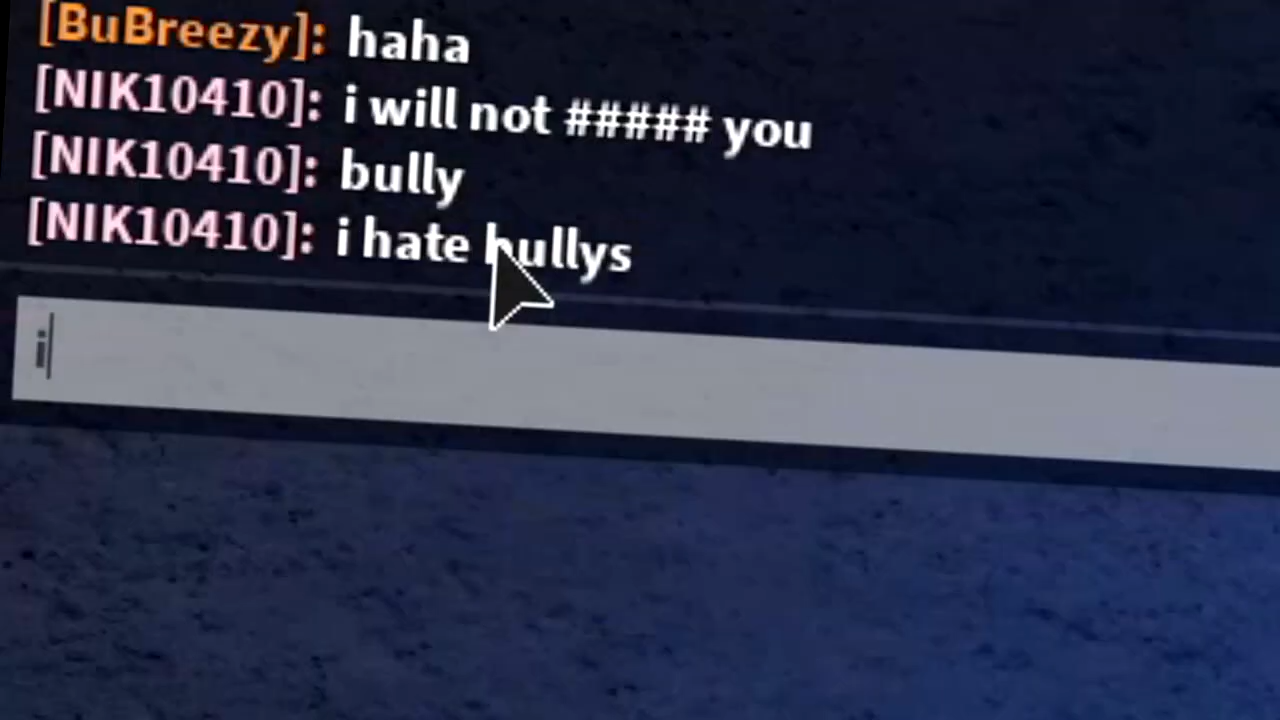 [BuBreezy]: haha
[NIK10410]: i will not ##### you
[NIK10410]: bully
[NIK10410]: i hate bullys